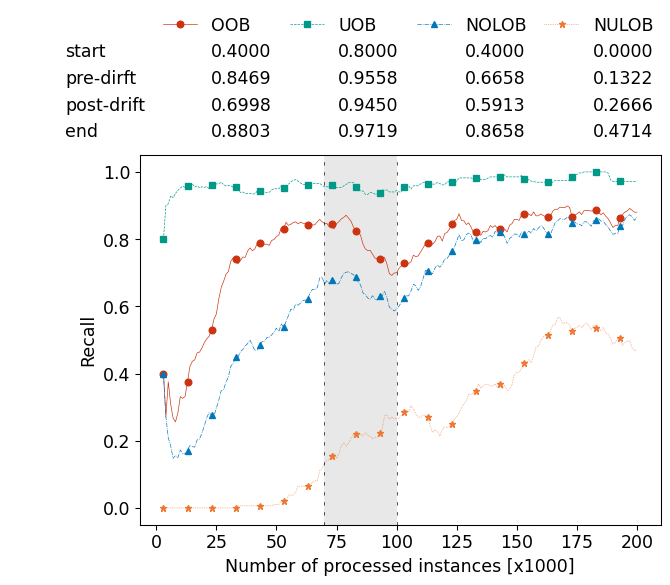 OOB UOB NOLOB NULOB
start 0.4000 0.8000 0.4000 0.0000
pre-dirft 0.8469 0.9558 0.6658 0.1322
post-drift 0.6998 0.9450 0.5913 0.2666
end 0.8803 0.9719 0.8658 0.4714
1.0
0.8
0.6
0.4
0.2
0.0
Recall
0 25 50 75 100 125 150 175 200
Number of processed instances [x1000]